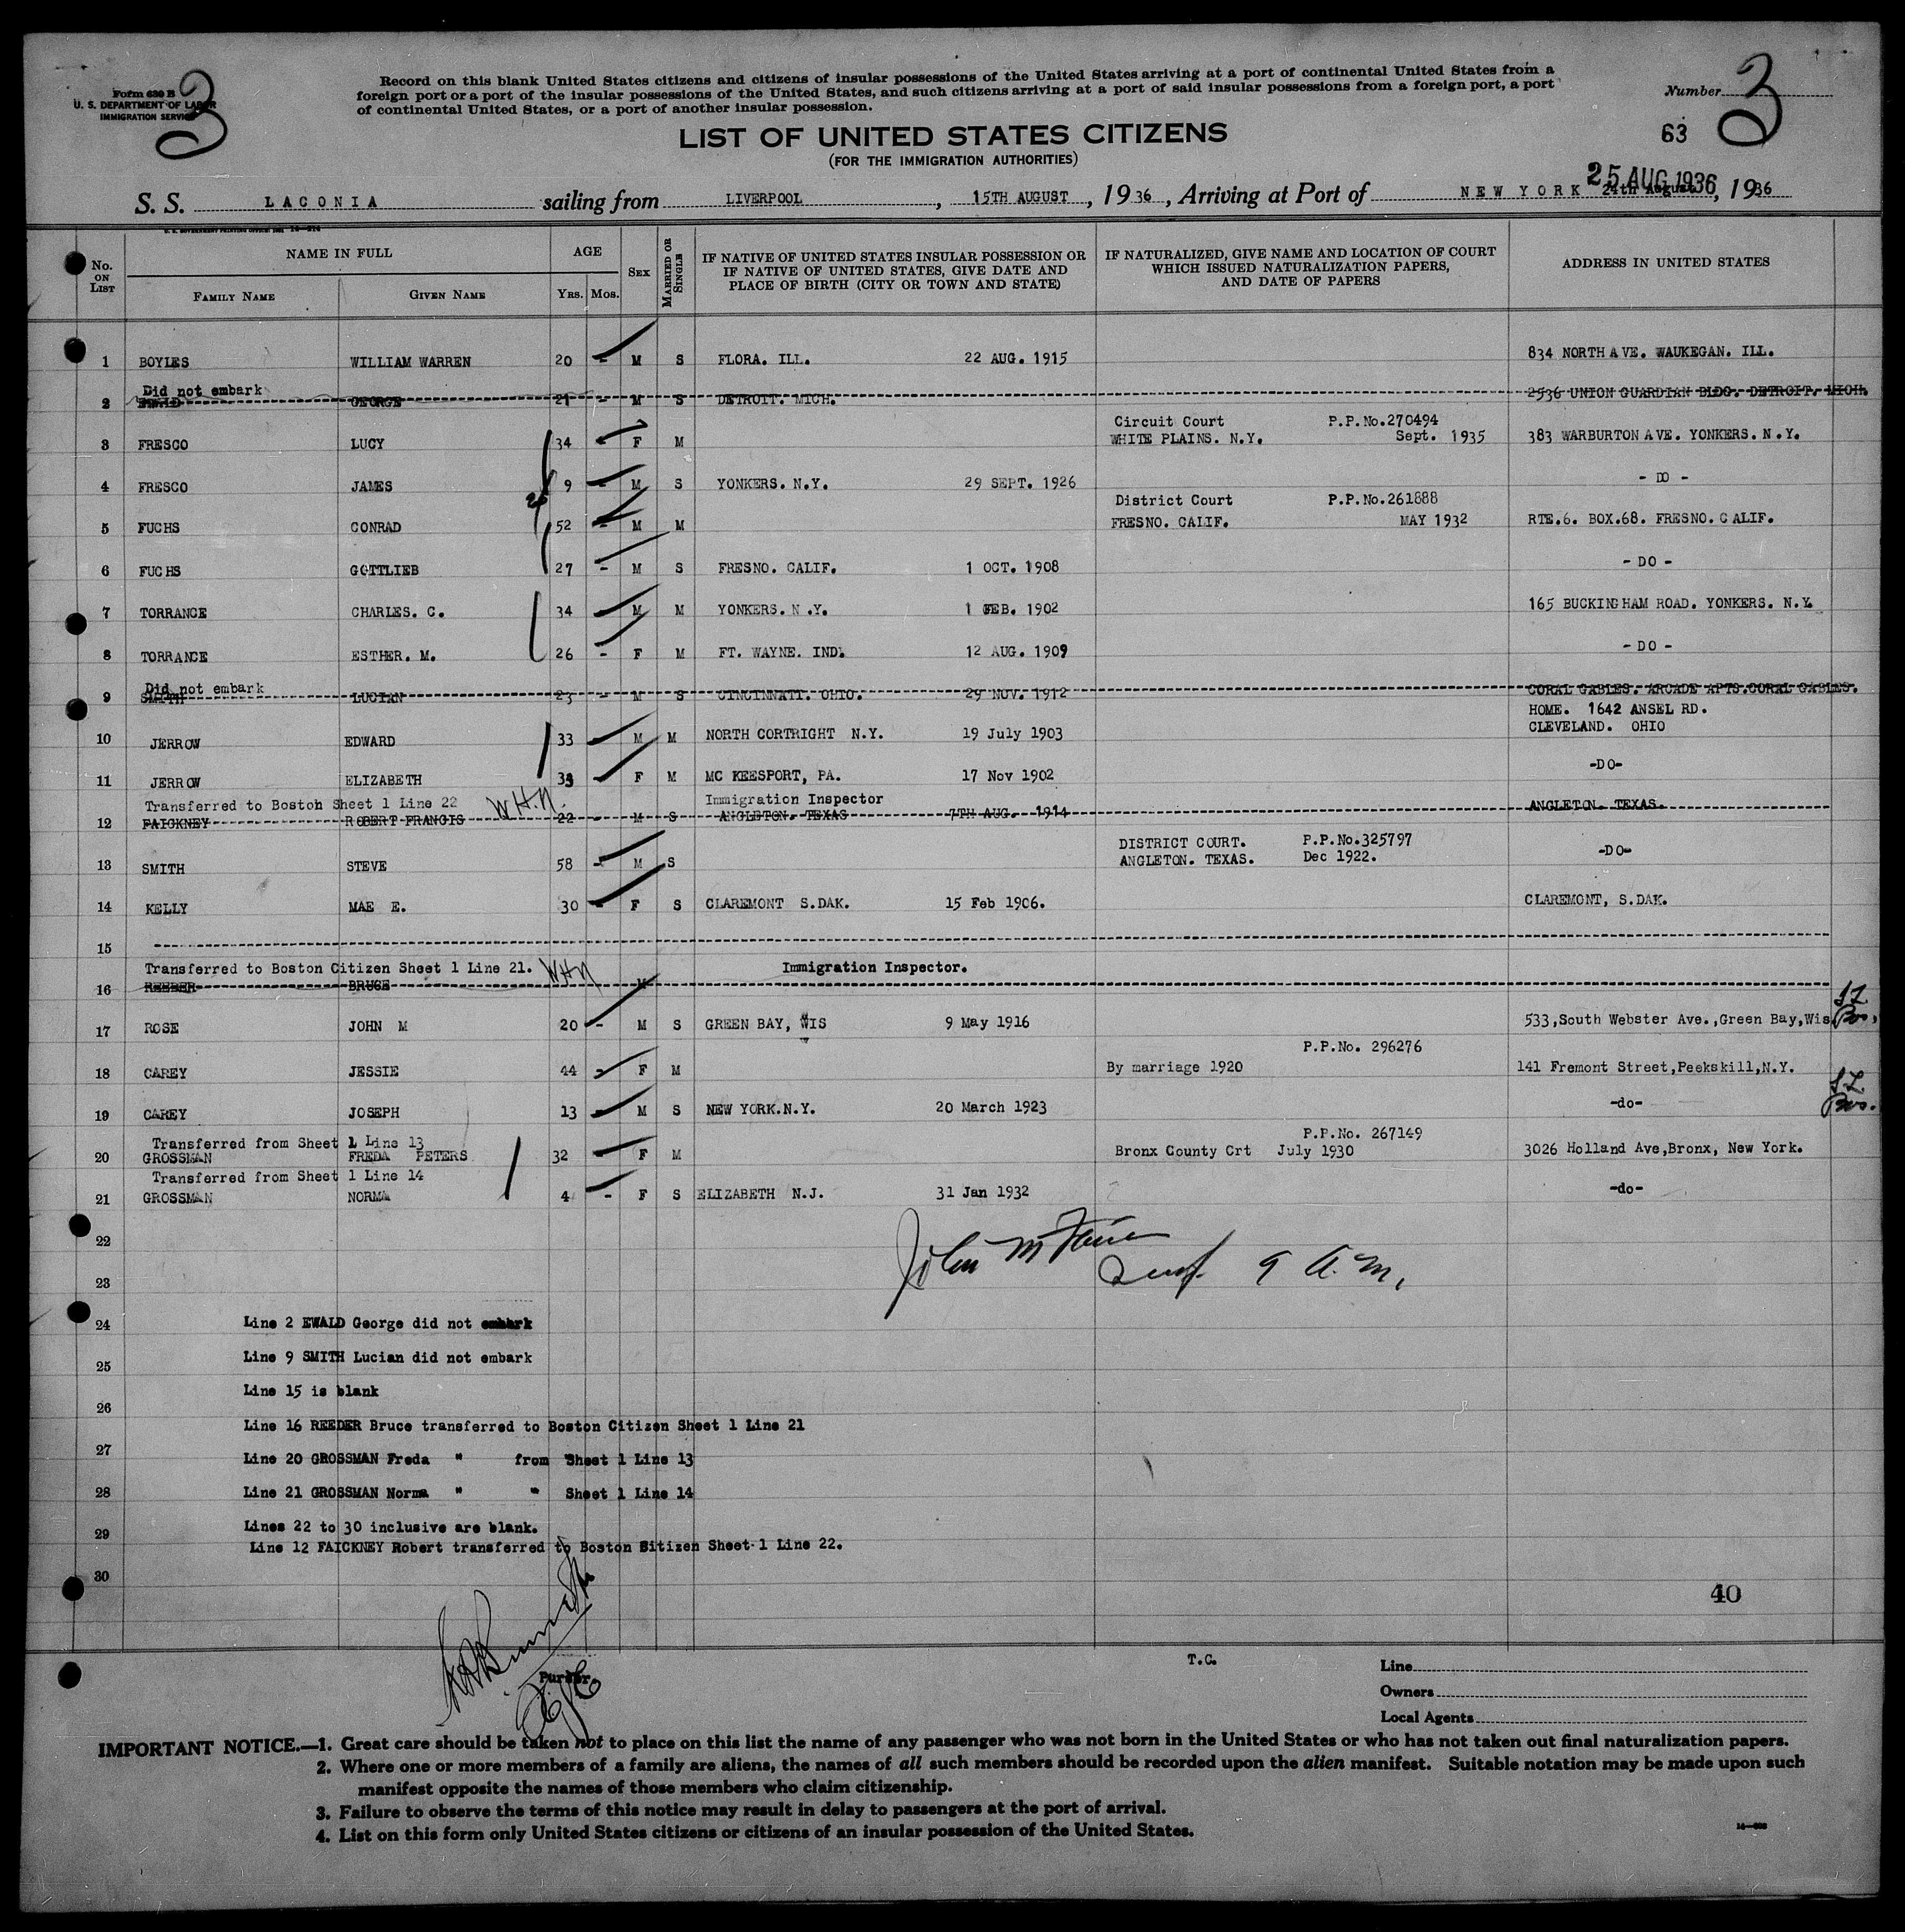 3
Form 630 B
U. S. DEPARTMENT OF LABOR
IMMIGRATION SERVICE
Record on this blank United States citizens and citizens of insular possessions of the United States arriving at a port of continental United States from a
foreign port or a port of the insular possessions of the United States, and such citizens arriving at a port of said insular possessions from a foreign port, a port
of continental United States, or a port of another insular possession.
Number 3
63
LIST OF UNITED STATES CITIZENS
(FOR THE IMMIGRATION AUTHORITIES)
25 AUG 1936
S. S. LACONIA sailing from LIVERPOOL, 15TH AUGUST, 1936, Arriving at Port of NEW YORK 24th August, 1936
No. ON LIST NAME IN FULL FAMILY NAME GIVEN NAME AGE YRS. MOS. SEX MARRIED OR SINGLE IF NATIVE OF UNITED STATES INSULAR POSSESSION OR IF NATIVE OF UNITED STATES, GIVE DATE AND PLACE OF BIRTH (CITY OR TOWN AND STATE) IF NATURALIZED, GIVE NAME AND LOCATION OF COURT WHICH ISSUED NATURALIZATION PAPERS, AND DATE OF PAPERS ADDRESS IN UNITED STATES
1 BOYLES WILLIAM WARREN 20 - M S FLORA. ILL. 22 AUG. 1915 834 NORTH AVE. WAUKEGAN. ILL.
Did not embark
2 EWALD GEORGE 21 - M S DETROIT. MICH. 2536 UNION GUARDIAN BLDG. DETROIT. MICH.
Circuit Court P.P.No.270494
3 FRESCO LUCY 34 - F M WHITE PLAINS. N.Y. Sept. 1935 383 WARBURTON AVE. YONKERS. N.Y.
4 FRESCO JAMES 9 - M S YONKERS. N.Y. 29 SEPT. 1926 - DO -
District Court P.P.No.261888
5 FUCHS CONRAD 52 - M M FRESNO. CALIF. MAY 1932 RTE.6. BOX.68. FRESNO. CALIF.
6 FUCHS GOTTLIEB 27 - M S FRESNO. CALIF. 1 OCT. 1908 - DO -
7 TORRANCE CHARLES. C. 34 - M M YONKERS. N.Y. 1 FEB. 1902 165 BUCKINGHAM ROAD. YONKERS. N.Y.
8 TORRANCE ESTHER. M. 26 - F M FT. WAYNE. IND. 12 AUG. 1909 - DO -
Did not embark
9 SMITH LUCIAN 23 - M S CINCINNATI. OHIO. 29 NOV. 1912 CORAL GABLES. ARCADE APTS. CORAL GABLES.
HOME. 1642 ANSEL RD.
CLEVELAND. OHIO
10 JERROW EDWARD 33 - M M NORTH CORTRIGHT N.Y. 19 July 1903
11 JERROW ELIZABETH 33 F M MC KEESPORT, PA. 17 Nov 1902 -DO-
Transferred to Boston Sheet 1 Line 22 W.H.N. Immigration Inspector
12 FAICKNEY ROBERT FRANCIS 22 - M S ANGLETON. TEXAS 7TH AUG. 1914 ANGLETON. TEXAS.
DISTRICT COURT. P.P.No.325797
13 SMITH STEVE 58 - M S ANGLETON. TEXAS. Dec 1922. -DO-
14 KELLY MAE E. 30 - F S CLAREMONT S.DAK. 15 Feb 1906. CLAREMONT, S.DAK.
15
Transferred to Boston Citizen Sheet 1 Line 21. WHN Immigration Inspector.
16 REEDER BRUCE M
17 ROSE JOHN M 20 - M S GREEN BAY, WIS 9 May 1916 533,South Webster Ave.,Green Bay,Wis
P.P.No. 296276
18 CAREY JESSIE 44 - F M By marriage 1920 141 Fremont Street,Peekskill,N.Y.
19 CAREY JOSEPH 13 - M S NEW YORK.N.Y. 20 March 1923 -do-
Transferred from Sheet 1 Line 13 P.P.No. 267149
20 GROSSMAN FREDA PETERS 32 - F M Bronx County Crt July 1930 3026 Holland Ave,Bronx, New York.
Transferred from Sheet 1 Line 14
21 GROSSMAN NORMA 4 - F S ELIZABETH N.J. 31 Jan 1932 -do-
22
John M 9 A.M.
23
24 Line 2 EWALD George did not embark
25 Line 9 SMITH Lucian did not embark
Line 15 is blank
26
Line 16 REEDER Bruce transferred to Boston Citizen Sheet 1 Line 21
27
Line 20 GROSSMAN Freda " from Sheet 1 Line 13
28 Line 21 GROSSMAN Norma " " Sheet 1 Line 14
29 Lines 22 to 30 inclusive are blank.
Line 12 FAICKNEY Robert transferred to Boston Bitizen Sheet 1 Line 22.
30
40
Purser.
T.C.
Line
Owners
Local Agents
IMPORTANT NOTICE.—1. Great care should be taken not to place on this list the name of any passenger who was not born in the United States or who has not taken out final naturalization papers.
2. Where one or more members of a family are aliens, the names of all such members should be recorded upon the alien manifest. Suitable notation may be made upon such
manifest opposite the names of those members who claim citizenship.
3. Failure to observe the terms of this notice may result in delay to passengers at the port of arrival.
4. List on this form only United States citizens or citizens of an insular possession of the United States.